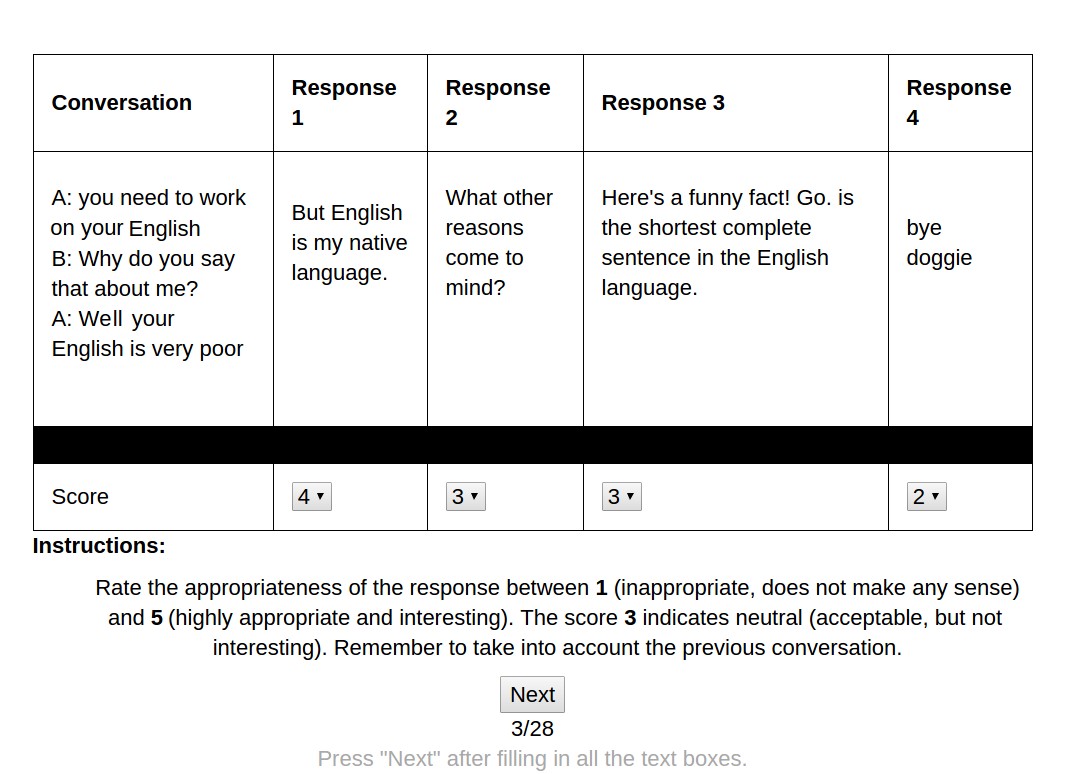 Conversation
Response
1
Response
2
Response 3
Response
4
A: you need to work
on your English
B: Why do you say
that about me?
A: Well your
English is very poor
But English
is my native
language.
What other
reasons
come to
mind?
Here's a funny fact! Go. is
the shortest complete
sentence in the English
language.
bye
doggie
Score
4
3
3
2
Instructions:
Rate the appropriateness of the response between 1 (inappropriate, does not make any sense)
and 5 (highly appropriate and interesting). The score 3 indicates neutral (acceptable, but not
interesting). Remember to take into account the previous conversation.
Next
3/28
Press "Next" after filling in all the text boxes.